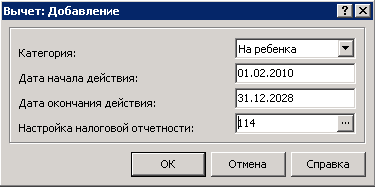 Вычет: Добавление
Категория: На ребенка
Дата начала действия: 01.02.2010
Дата окончания действия: 31.12.2028
Настройка налоговой отчетности: 114 ...
ОК Отмена Справка